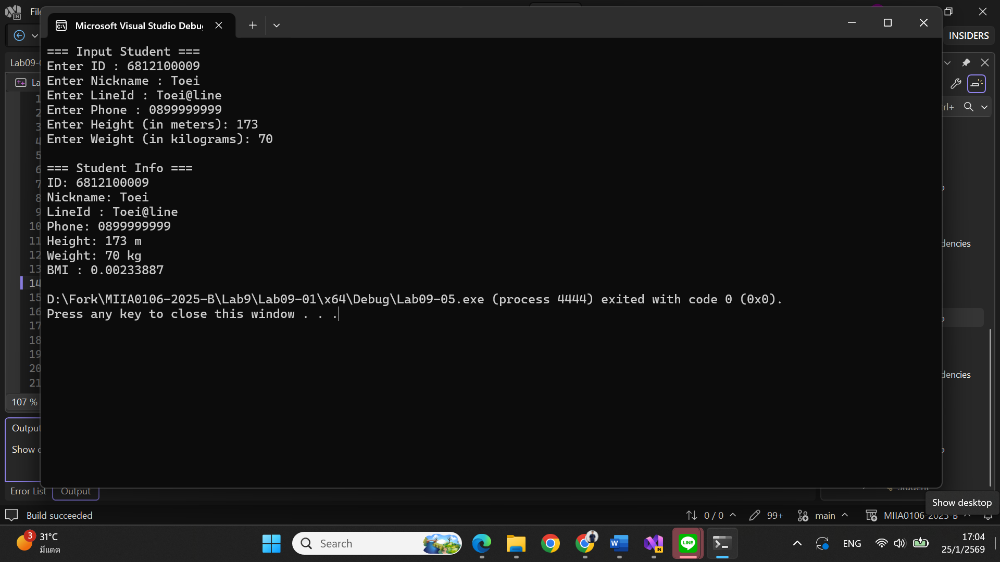 Microsoft Visual Studio Debu
INSIDERS
Lab09-
1
2
3
4
5
6
7
8
9
10
11
12
13
14
15
16
17
18
19
20
21
107 %
=== Input Student ===
Enter ID : 6812100009
Enter Nickname : Toei
Enter LineId : Toei@line
Enter Phone : 0899999999
Enter Height (in meters): 173
Enter Weight (in kilograms): 70
=== Student Info ===
ID: 6812100009
Nickname: Toei
LineId : Toei@line
Phone: 0899999999
Height: 173 m
Weight: 70 kg
BMI : 0.00233887
D:\Fork\MIIA0106-2025-B\Lab9\Lab09-01\x64\Debug\Lab09-05.exe (process 4444) exited with code 0 (0x0).
Press any key to close this window . . .
rl+
dencies
dencies
Output
Show
Error List
Output
Student
Show desktop
Build succeeded
0 / 0
99+
main
MIIA0106-2025-B
3
31°C
มีแดด
Search
W
IN
LINE
ENG
17:04
25/1/2569